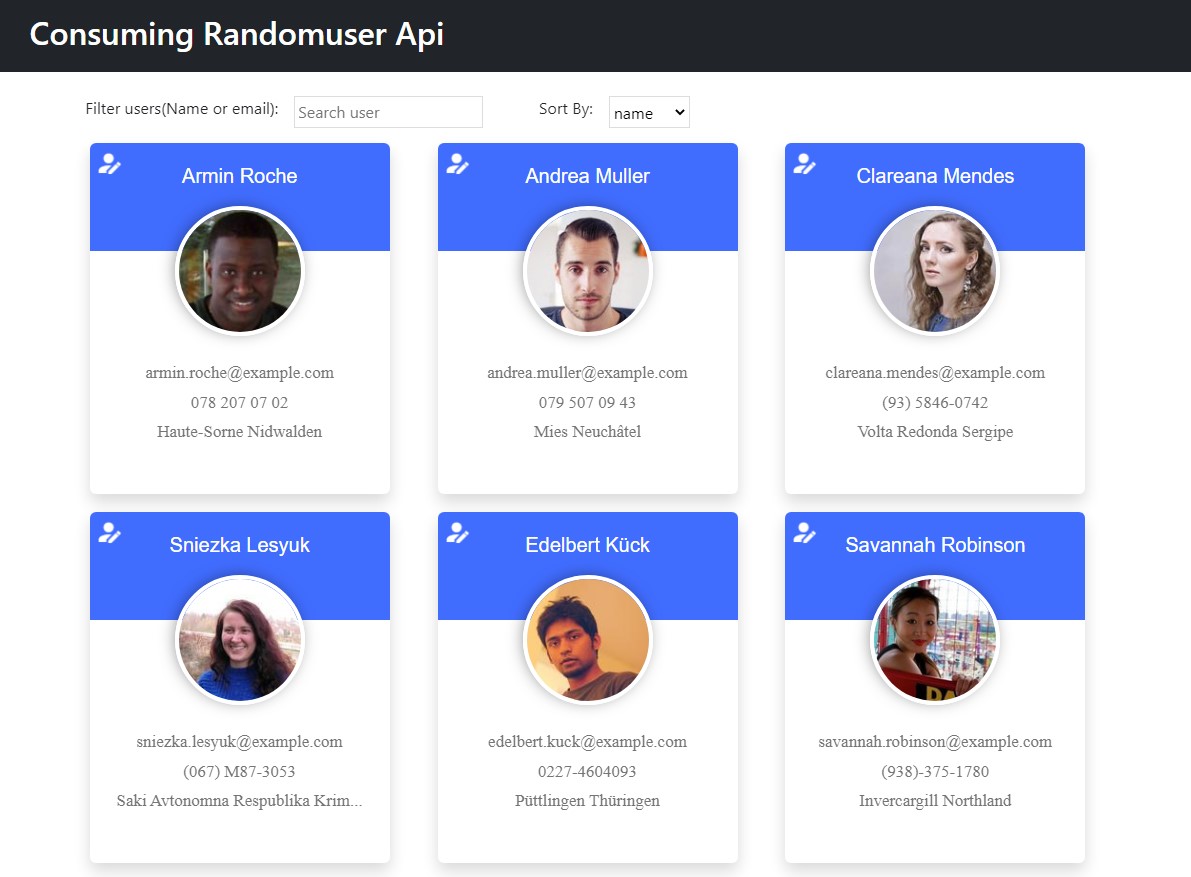 Consuming Randomuser Api
Filter users(Name or email): Search user Sort By: name
Armin Roche
armin.roche@example.com
078 207 07 02
Haute-Sorne Nidwalden
Andrea Muller
andrea.muller@example.com
079 507 09 43
Mies Neuchâtel
Clareana Mendes
clareana.mendes@example.com
(93) 5846-0742
Volta Redonda Sergipe
Sniezka Lesyuk
sniezka.lesyuk@example.com
(067) M87-3053
Saki Avtonomna Respublika Krim...
Edelbert Kück
edelbert.kuck@example.com
0227-4604093
Püttlingen Thüringen
Savannah Robinson
savannah.robinson@example.com
(938)-375-1780
Invercargill Northland